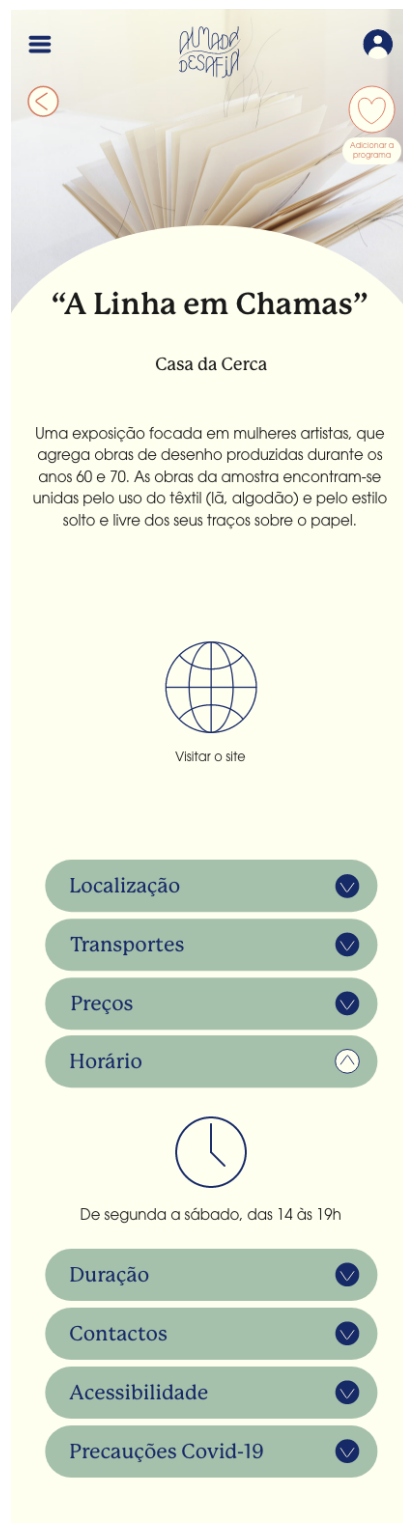 ALMADA
DESAFIA
Adicionar a
programa
“A Linha em Chamas”
Casa da Cerca
Uma exposição focada em mulheres artistas, que
agrega obras de desenho produzidas durante os
anos 60 e 70. As obras da amostra encontram-se
unidas pelo uso do têxtil (lã, algodão) e pelo estilo
solto e livre dos seus traços sobre o papel.
Visitar o site
Localização
Transportes
Preços
Horário
De segunda a sábado, das 14 às 19h
Duração
Contactos
Acessibilidade
Precauções Covid-19